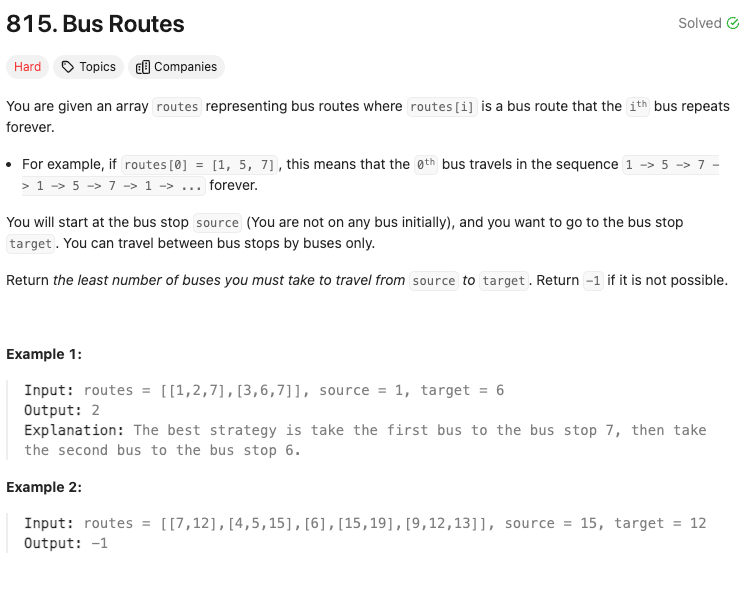 815. Bus Routes
Solved
Hard Topics Companies
You are given an array routes representing bus routes where routes[i] is a bus route that the ith bus repeats
forever.
• For example, if routes[0] = [1, 5, 7], this means that the 0th bus travels in the sequence 1 -> 5 -> 7 -
> 1 -> 5 -> 7 -> 1 -> ... forever.
You will start at the bus stop source (You are not on any bus initially), and you want to go to the bus stop
target. You can travel between bus stops by buses only.
Return the least number of buses you must take to travel from source to target. Return -1 if it is not possible.
Example 1:
Input: routes = [[1,2,7],[3,6,7]], source = 1, target = 6
Output: 2
Explanation: The best strategy is take the first bus to the bus stop 7, then take
the second bus to the bus stop 6.
Example 2:
Input: routes = [[7,12],[4,5,15],[6],[15,19],[9,12,13]], source = 15, target = 12
Output: -1